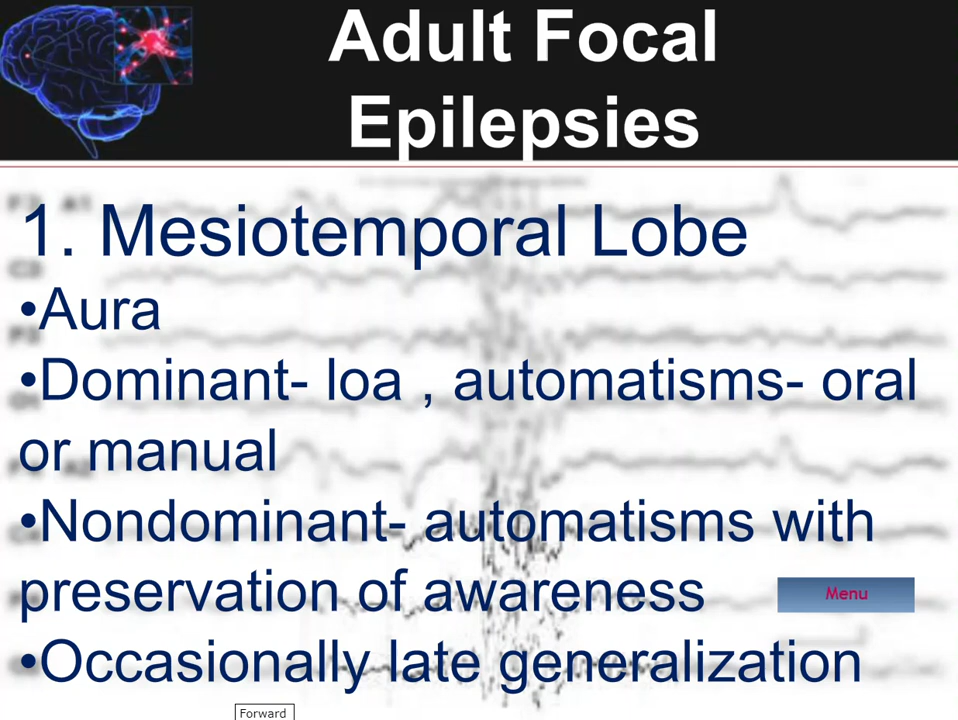 Adult Focal
Epilepsies
1. Mesiotemporal Lobe
•Aura
•Dominant- loa , automatisms- oral
or manual
•Nondominant- automatisms with
preservation of awareness
Menu
•Occasionally late generalization
Forward